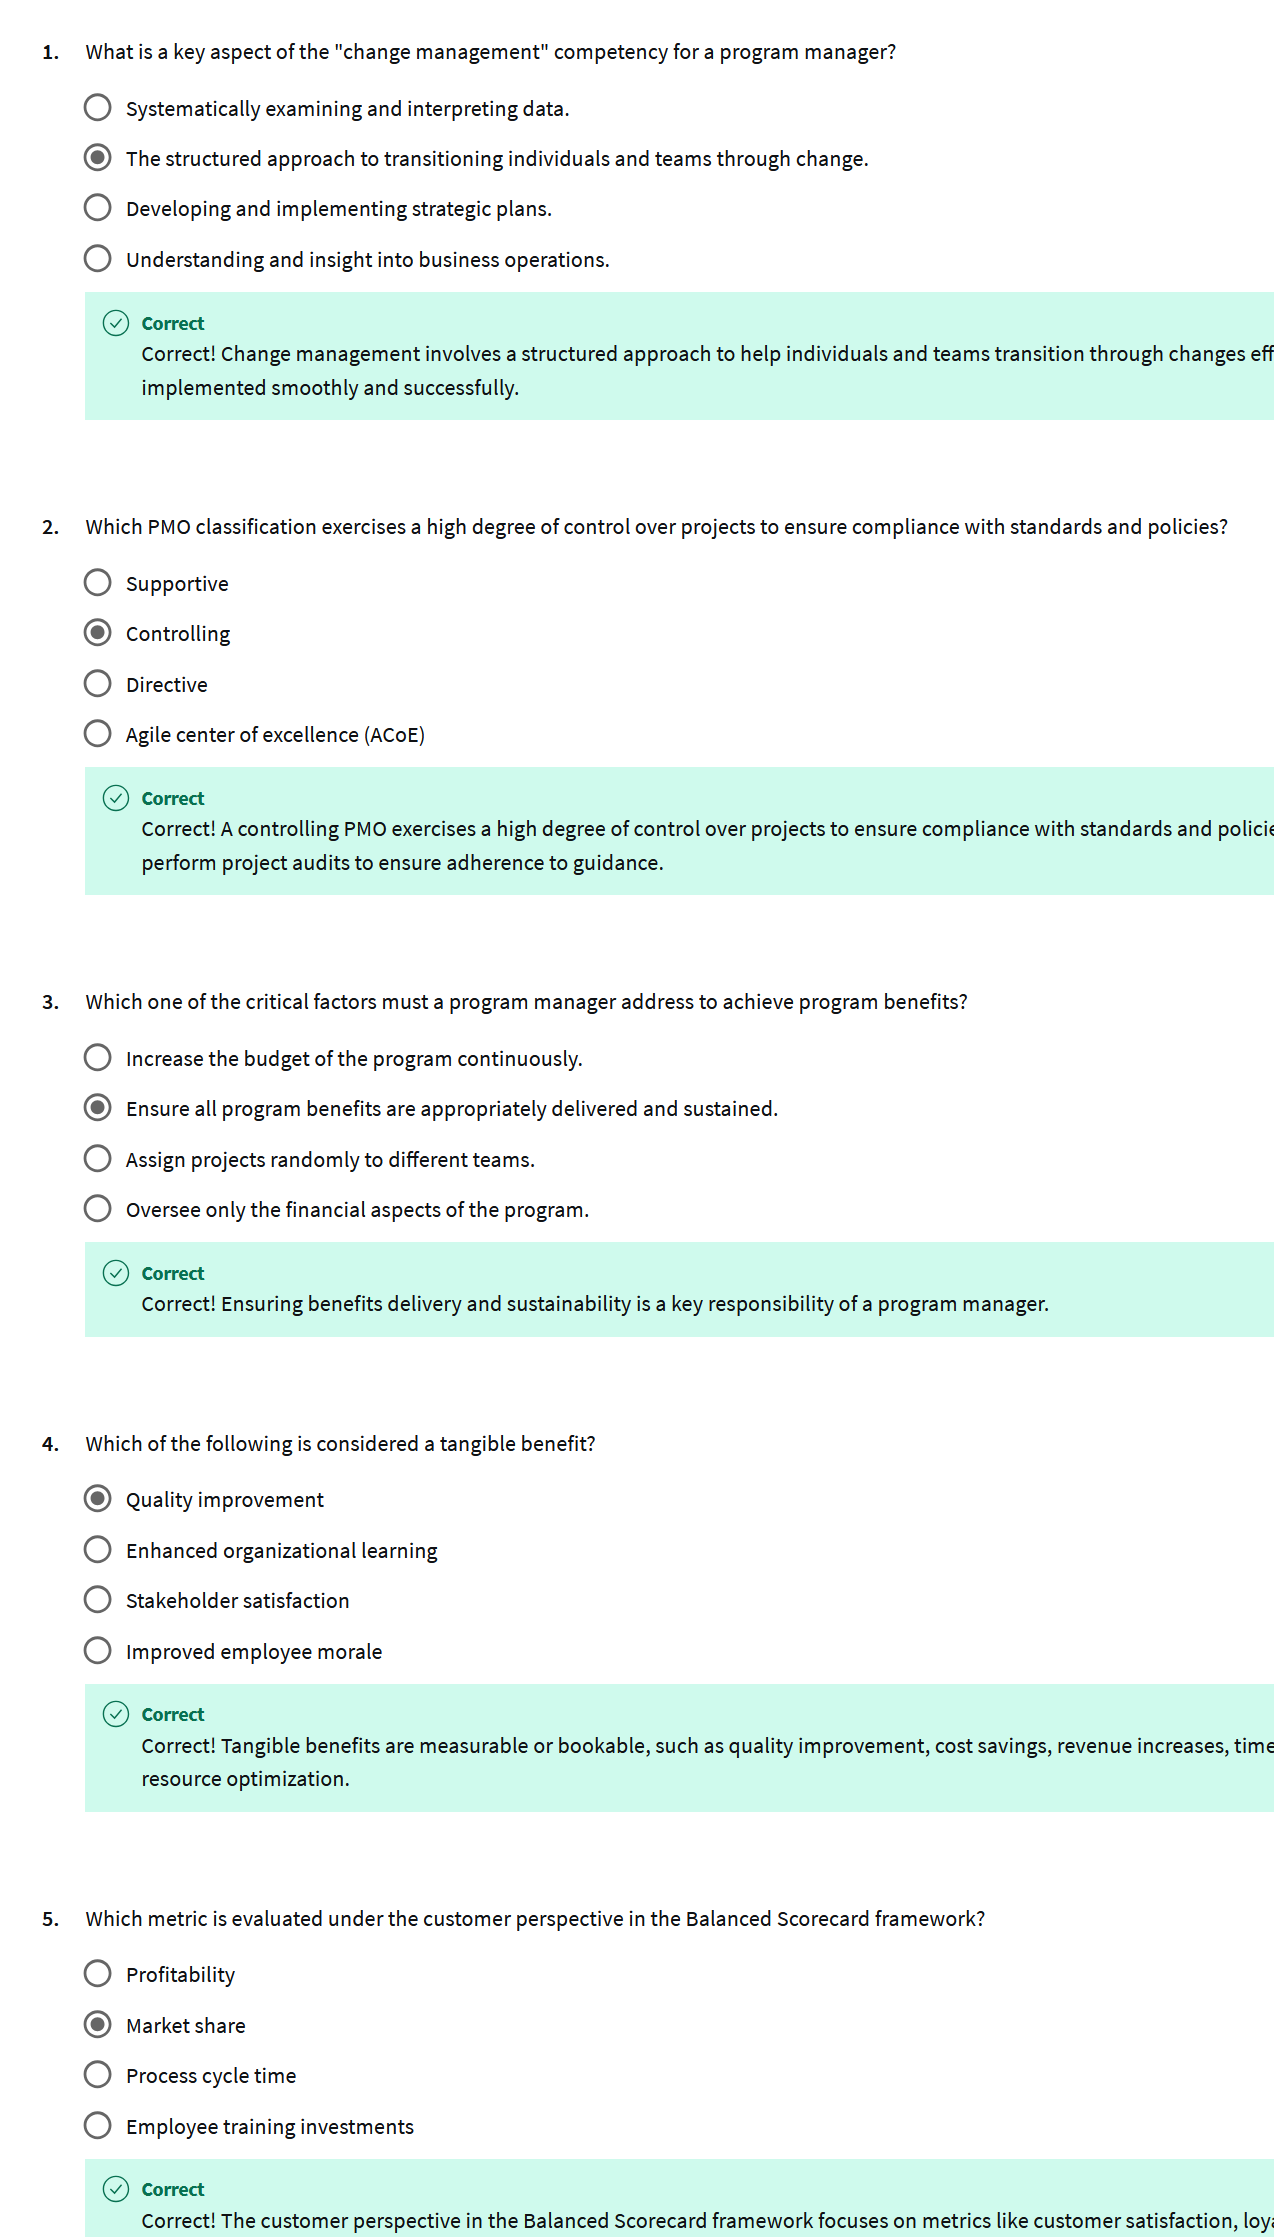 1. What is a key aspect of the "change management" competency for a program manager?
Systematically examining and interpreting data.
The structured approach to transitioning individuals and teams through change.
Developing and implementing strategic plans.
Understanding and insight into business operations.
Correct
Correct! Change management involves a structured approach to help individuals and teams transition through changes eff
implemented smoothly and successfully.
2. Which PMO classification exercises a high degree of control over projects to ensure compliance with standards and policies?
Supportive
Controlling
Directive
Agile center of excellence (ACoE)
Correct
Correct! A controlling PMO exercises a high degree of control over projects to ensure compliance with standards and policie
perform project audits to ensure adherence to guidance.
3. Which one of the critical factors must a program manager address to achieve program benefits?
Increase the budget of the program continuously.
Ensure all program benefits are appropriately delivered and sustained.
Assign projects randomly to different teams.
Oversee only the financial aspects of the program.
Correct
Correct! Ensuring benefits delivery and sustainability is a key responsibility of a program manager.
4. Which of the following is considered a tangible benefit?
Quality improvement
Enhanced organizational learning
Stakeholder satisfaction
Improved employee morale
Correct
Correct! Tangible benefits are measurable or bookable, such as quality improvement, cost savings, revenue increases, time
resource optimization.
5. Which metric is evaluated under the customer perspective in the Balanced Scorecard framework?
Profitability
Market share
Process cycle time
Employee training investments
Correct
Correct! The customer perspective in the Balanced Scorecard framework focuses on metrics like customer satisfaction, loya